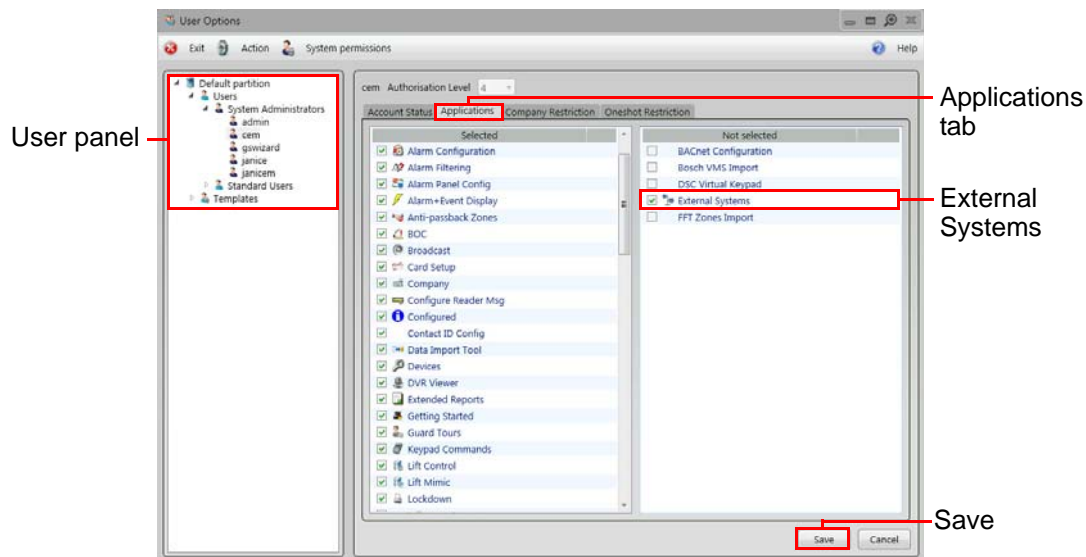 User Options
Exit Action System permissions Help
User panel
Default partition
Users
System Administrators
admin
cem
gswizard
janice
janicem
Standard Users
Templates
cem Authorisation Level 4
Account Status Applications Company Restriction Oneshot Restriction
Selected
Alarm Configuration
Alarm Filtering
Alarm Panel Config
Alarm+Event Display
Anti-passback Zones
BOC
Broadcast
Card Setup
Company
Configure Reader Msg
Configured
Contact ID Config
Data Import Tool
Devices
DVR Viewer
Extended Reports
Getting Started
Guard Tours
Keypad Commands
Lift Control
Lift Mimic
Lockdown
Not selected
BACnet Configuration
Bosch VMS Import
DSC Virtual Keypad
External Systems
FFT Zones Import
Save Cancel
Applications
tab
External
Systems
Save